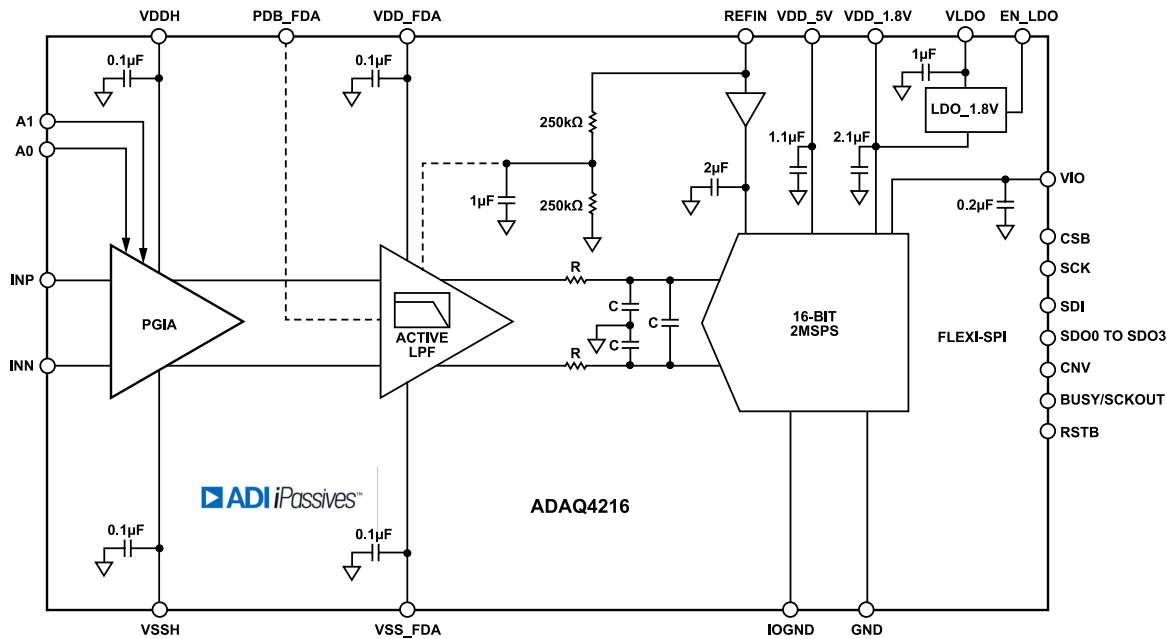 VDDH
PDB_FDA
VDD_FDA
REFIN
VDD_5V
VDD_1.8V
VLDO
EN_LDO
0.1µF
0.1µF
1µF
LDO_1.8V
A1
A0
250kΩ
1.1µF
2.1µF
2µF
1µF
250kΩ
VIO
0.2µF
CSB
SCK
SDI
SDO0 TO SDO3
CNV
BUSY/SCKOUT
RSTB
INP
INN
PGIA
ACTIVE
LPF
R
C
C
C
R
16-BIT
2MSPS
FLEXI-SPI
ADI iPassives™
ADAQ4216
0.1µF
0.1µF
VSSH
VSS_FDA
IOGND
GND